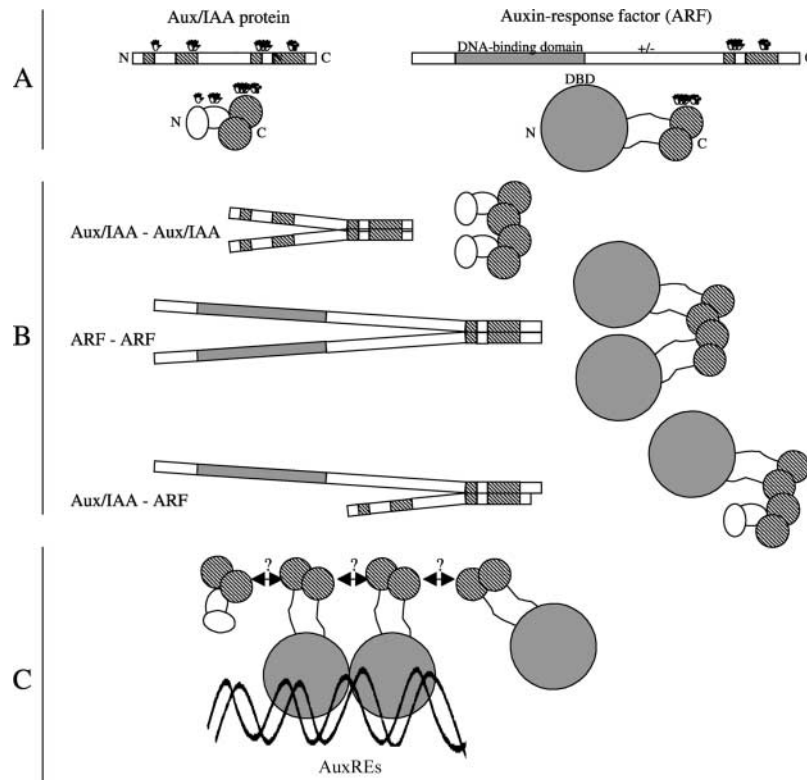 Aux/IAA protein
Auxin-response factor (ARF)
A
N
C
DNA-binding domain
+/-
C
DBD
N
C
N
C
B
Aux/IAA - Aux/IAA
ARF - ARF
Aux/IAA - ARF
C
?
?
?
AuxREs